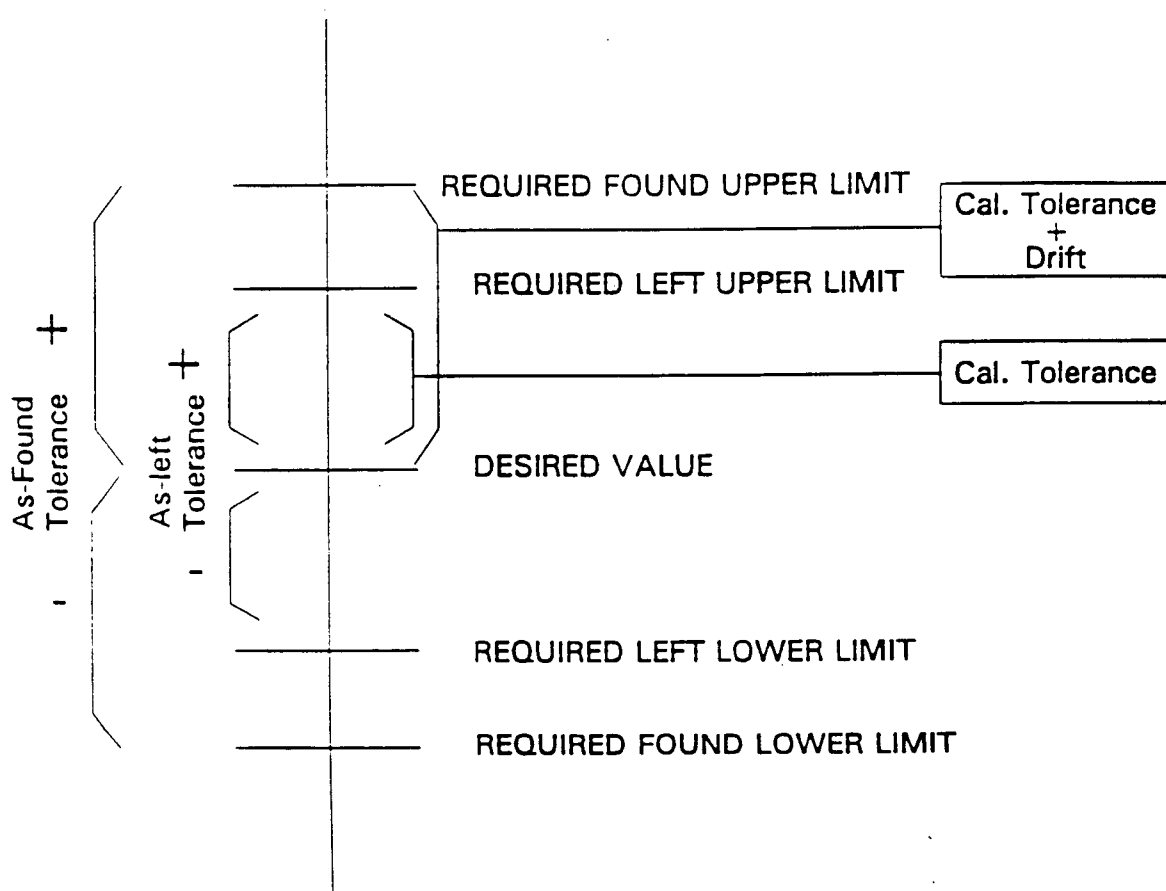 REQUIRED FOUND UPPER LIMIT
Cal. Tolerance
+
Drift
REQUIRED LEFT UPPER LIMIT
Cal. Tolerance
As-Found
Tolerance
+
-
As-left
Tolerance
+
-
DESIRED VALUE
REQUIRED LEFT LOWER LIMIT
REQUIRED FOUND LOWER LIMIT